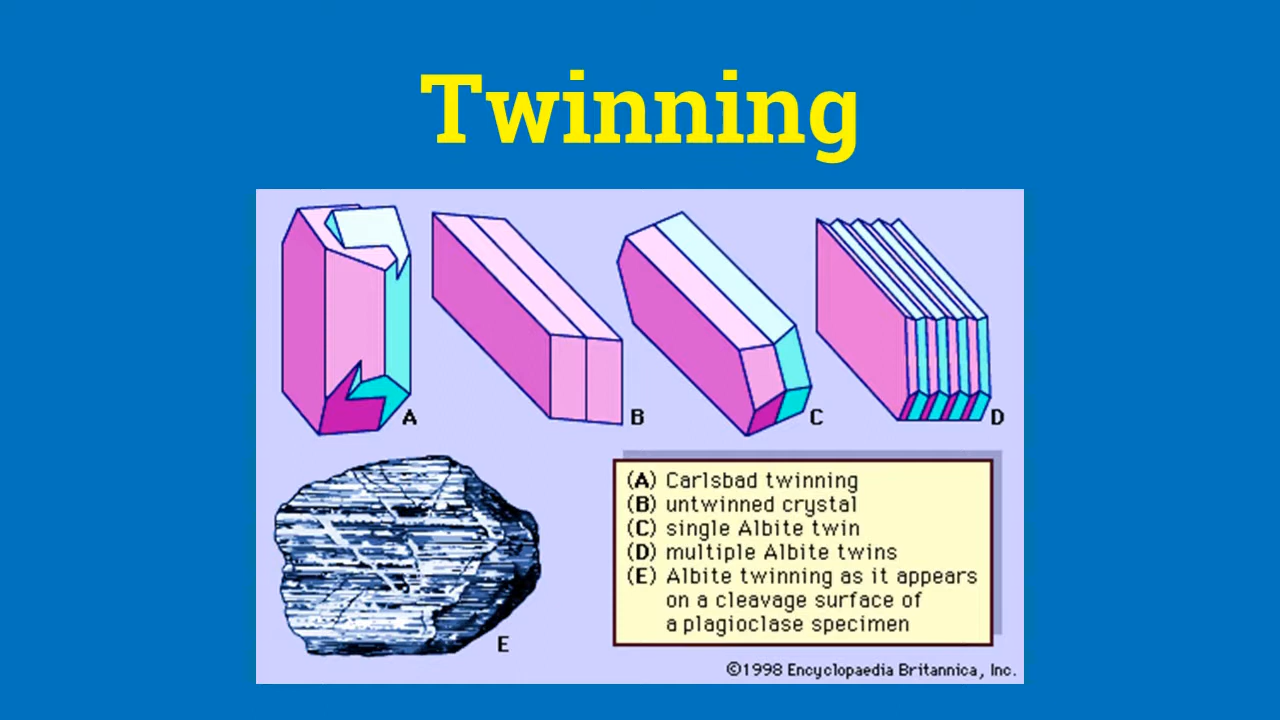 Twinning
A
B
C
D
E
(A) Carlsbad twinning
(B) untwinned crystal
(C) single Albite twin
(D) multiple Albite twins
(E) Albite twinning as it appears
on a cleavage surface of
a plagioclase specimen
©1998 Encyclopaedia Britannica, Inc.